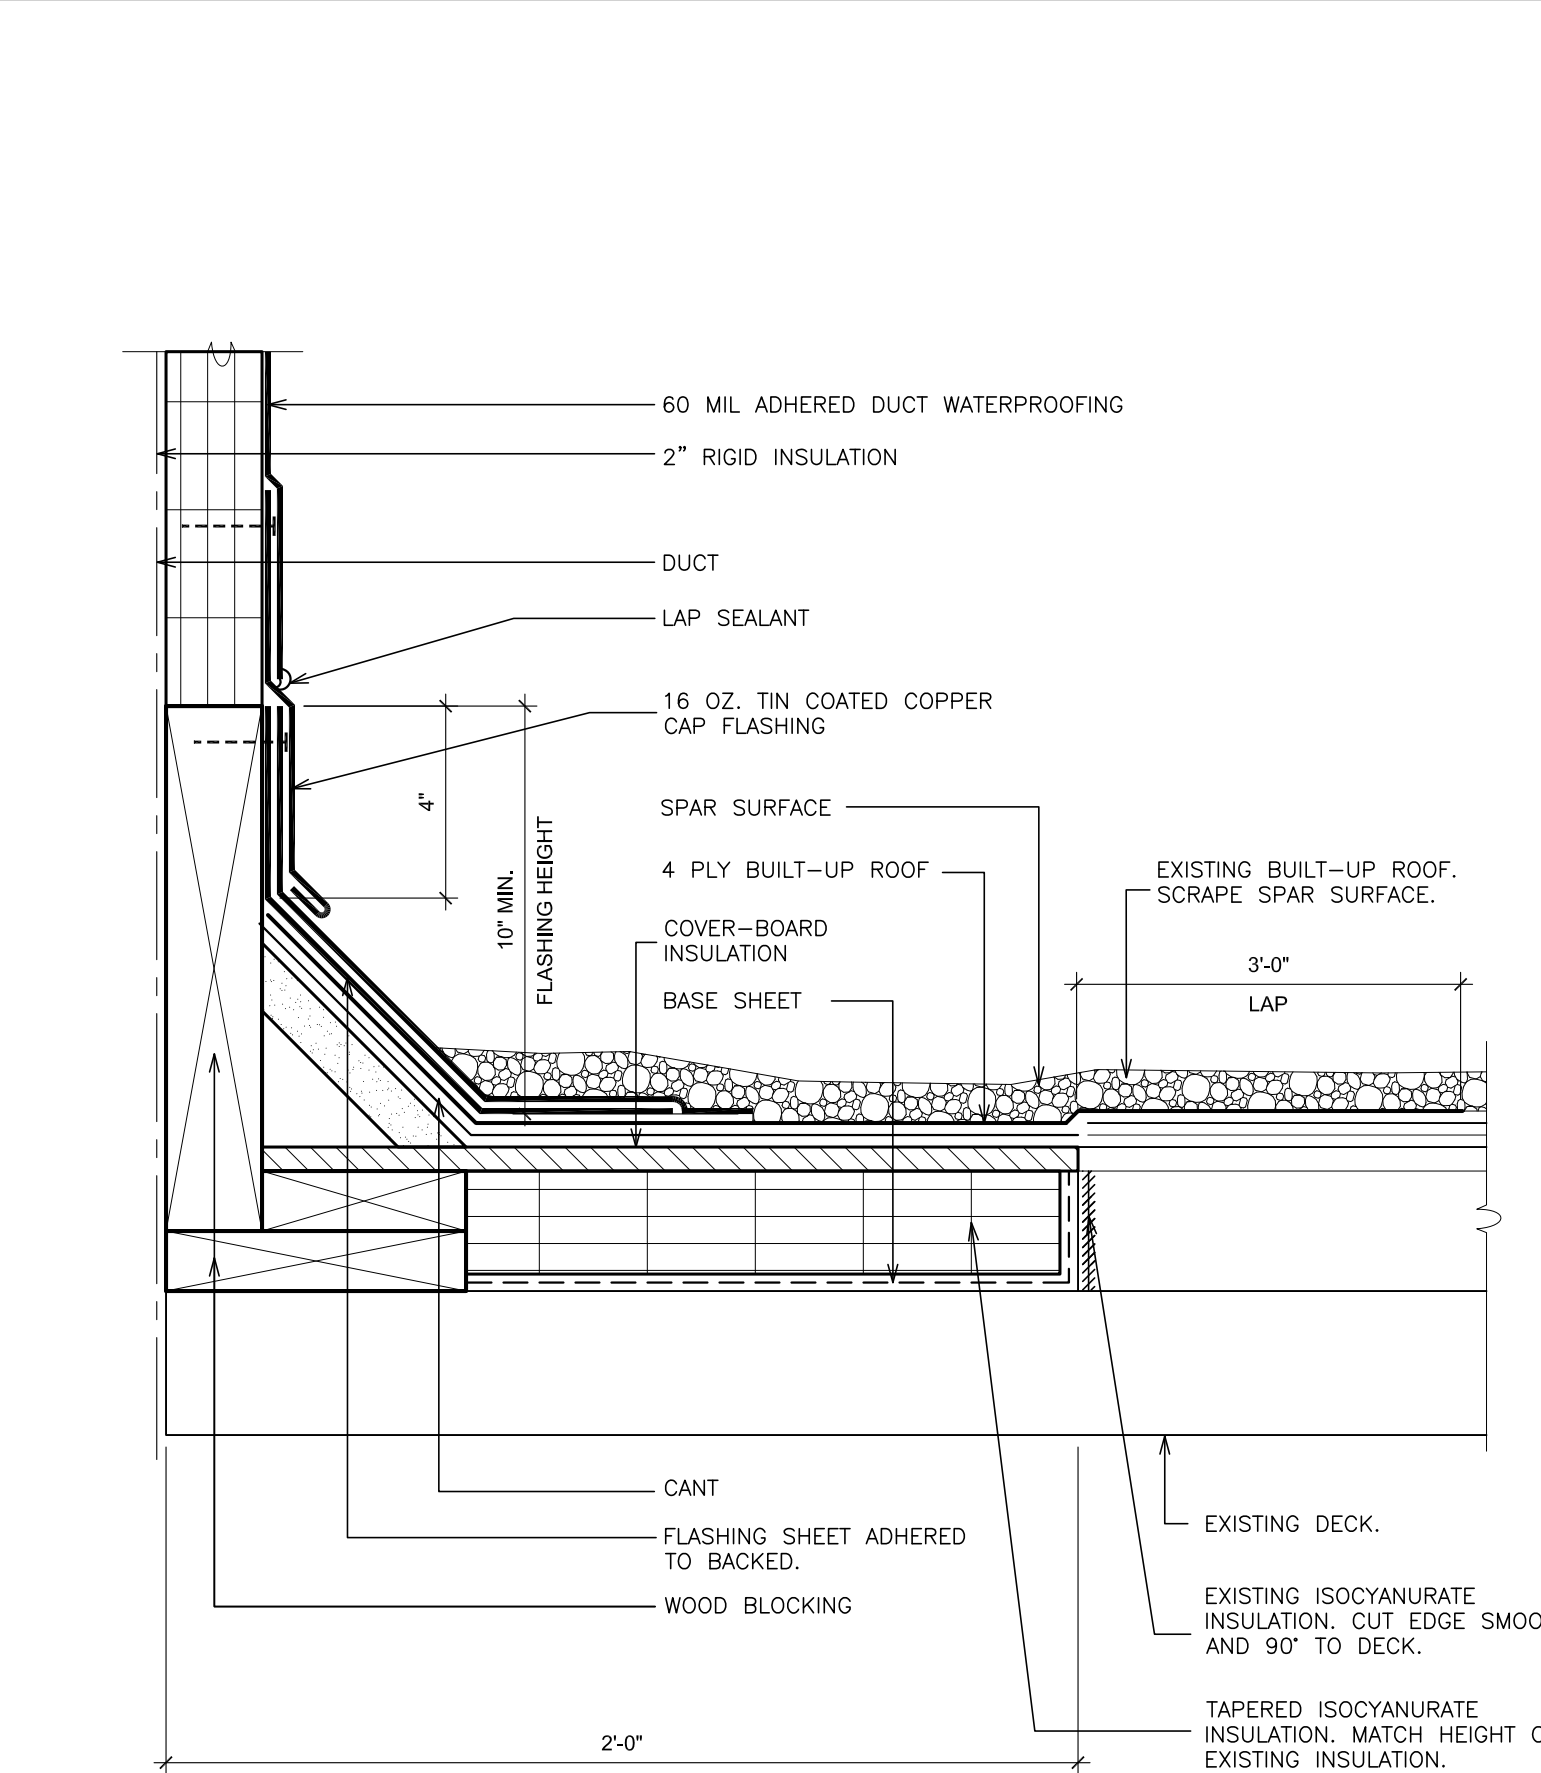 60 MIL ADHERED DUCT WATERPROOFING
2” RIGID INSULATION
DUCT
LAP SEALANT
16 OZ. TIN COATED COPPER
CAP FLASHING
4"
10" MIN.
FLASHING HEIGHT
SPAR SURFACE
4 PLY BUILT-UP ROOF
COVER-BOARD
INSULATION
BASE SHEET
EXISTING BUILT-UP ROOF.
SCRAPE SPAR SURFACE.
3'-0"
LAP
CANT
FLASHING SHEET ADHERED
TO BACKED.
WOOD BLOCKING
EXISTING DECK.
EXISTING ISOCYANURATE
INSULATION. CUT EDGE
AND 90° TO DECK.
TAPERED ISOCYANURATE
INSULATION. MATCH HEIGHT
EXISTING INSULATION.
2'-0"